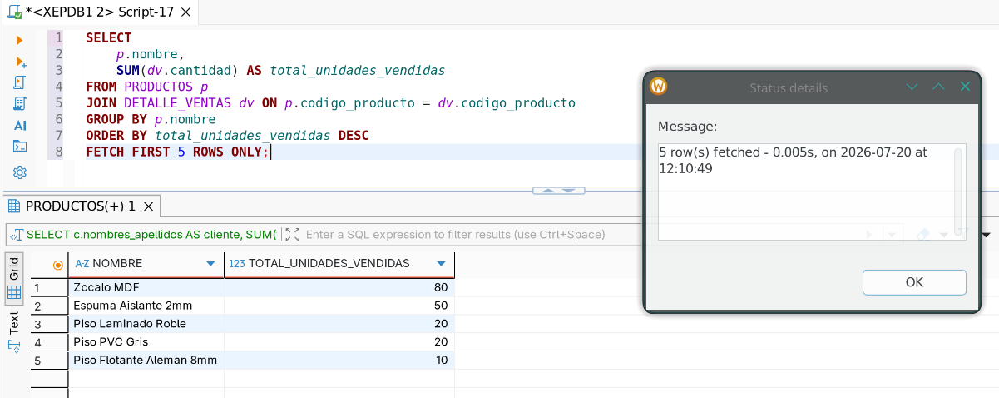 *<XEPDB1 2> Script-17
1 SELECT
2 p.nombre,
3 SUM(dv.cantidad) AS total_unidades_vendidas
4 FROM PRODUCTOS p
5 JOIN DETALLE_VENTAS dv ON p.codigo_producto = dv.codigo_producto
6 GROUP BY p.nombre
7 ORDER BY total_unidades_vendidas DESC
8 FETCH FIRST 5 ROWS ONLY;
AI
Status details
Message:
5 row(s) fetched - 0.005s, on 2026-07-20 at
12:10:49
OK
PRODUCTOS(+) 1
SELECT c.nombres_apellidos AS cliente, SUM( Enter a SQL expression to filter results (use Ctrl+Space)
Grid
Text
A-Z NOMBRE 123 TOTAL_UNIDADES_VENDIDAS
1 Zocalo MDF 80
2 Espuma Aislante 2mm 50
3 Piso Laminado Roble 20
4 Piso PVC Gris 20
5 Piso Flotante Aleman 8mm 10